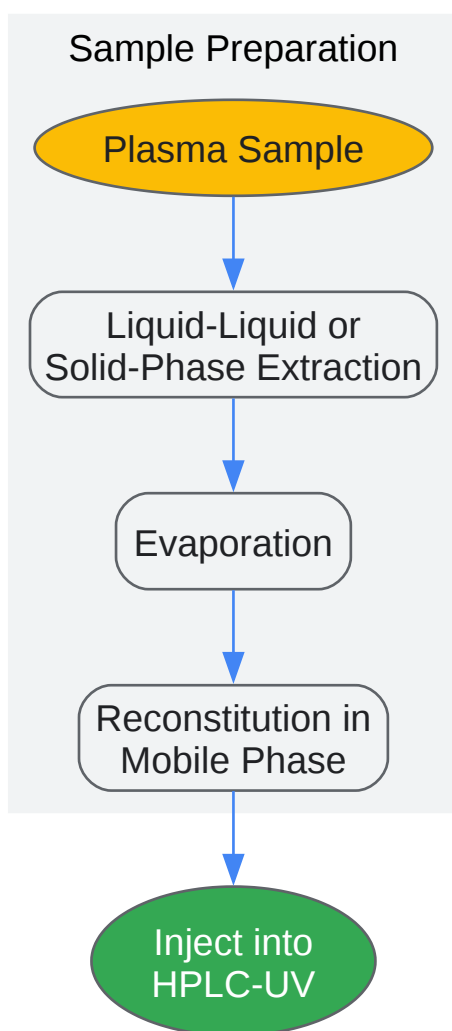 Sample Preparation
Plasma Sample
Liquid-Liquid or
Solid-Phase Extraction
Evaporation
Reconstitution in
Mobile Phase
Inject into
HPLC-UV